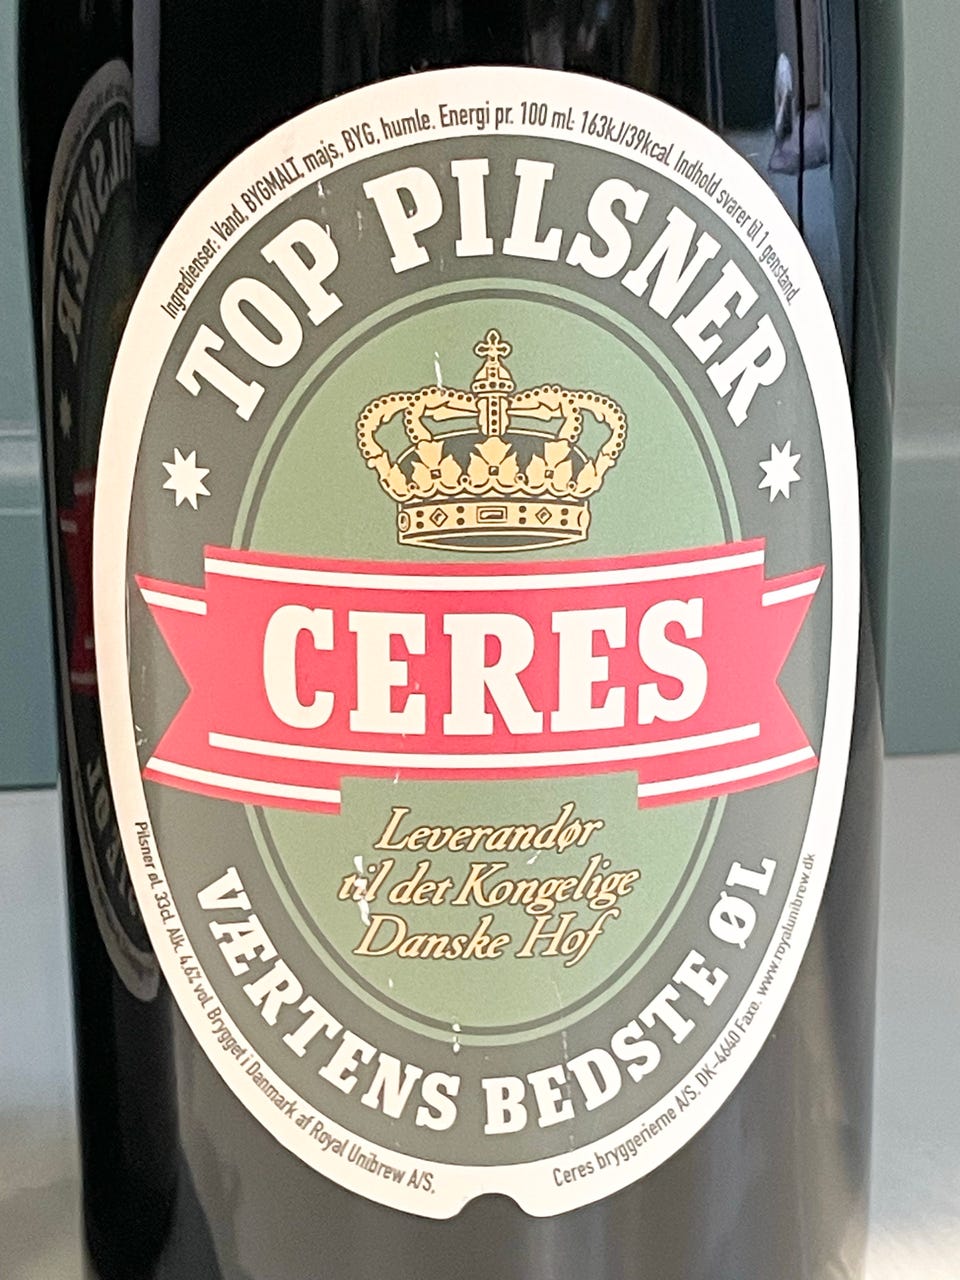 Ingredienser: Vand, BYGMALT, majs, BYG, humle. Energi pr. 100 ml: 163kJ/39kcal. Indhold svarer til 1 genstand.
TOP PILSNER
CERES
Leverandør
til det Kongelige
Danske Hof
VÆRTENS BEDSTE ØL
Pilsner øl. 33cl. Alk. 4,6% vol. Brygget i Danmark af Royal Unibrew A/S.
Ceres bryggerierne A/S. DK-4640 Faxe. www.royalunibrew.dk